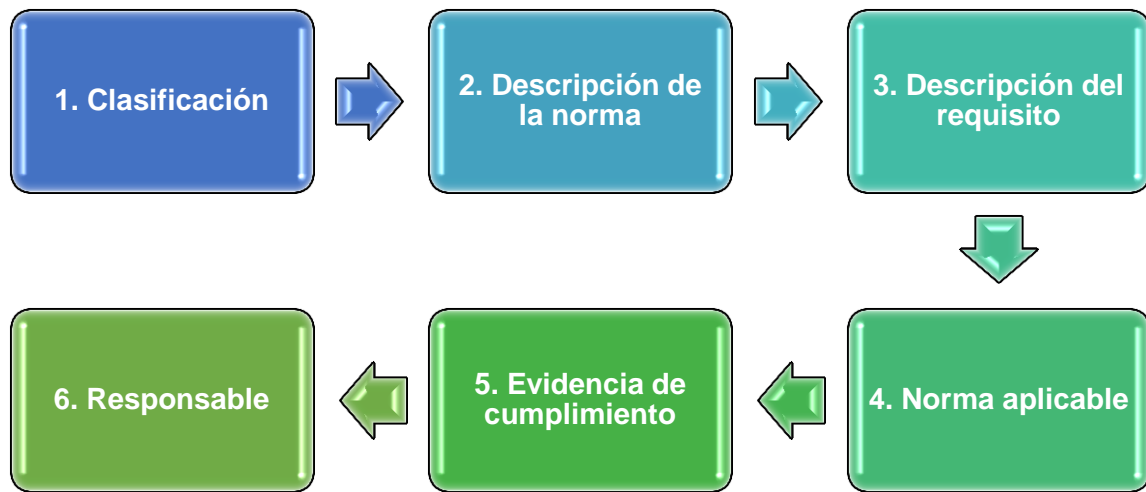 1. Clasificación
2. Descripción de
la norma
3. Descripción del
requisito
4. Norma aplicable
5. Evidencia de
cumplimiento
6. Responsable